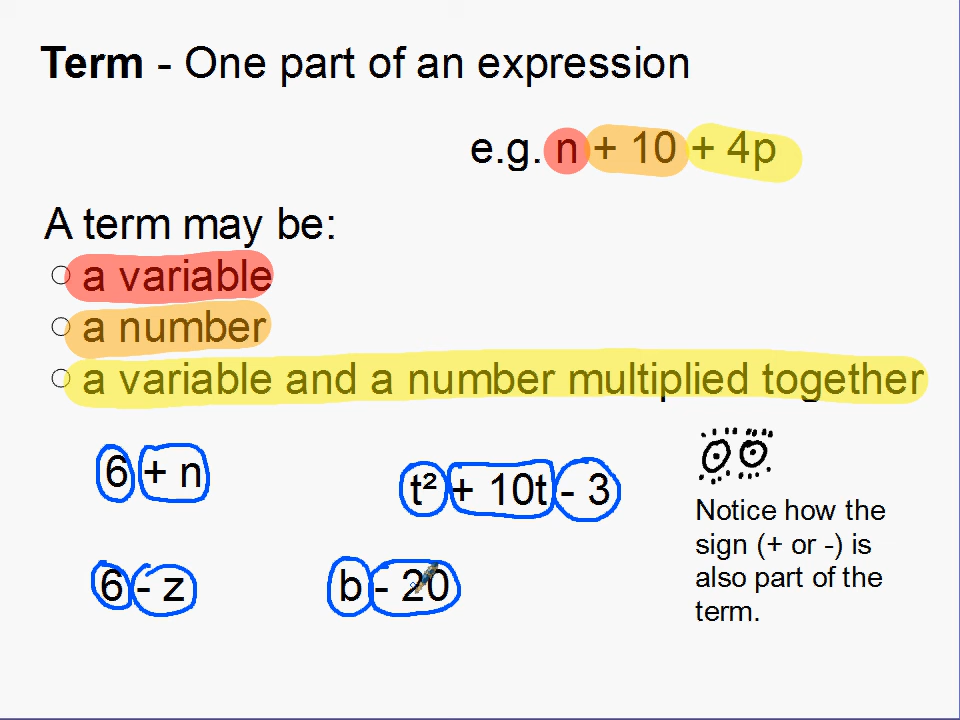 Term - One part of an expression
e.g. n + 10 + 4p
A term may be:
○ a variable
○ a number
○ a variable and a number multiplied together
6 + n
t² + 10t - 3
6 - z
b - 20
Notice how the
sign (+ or -) is
also part of the
term.